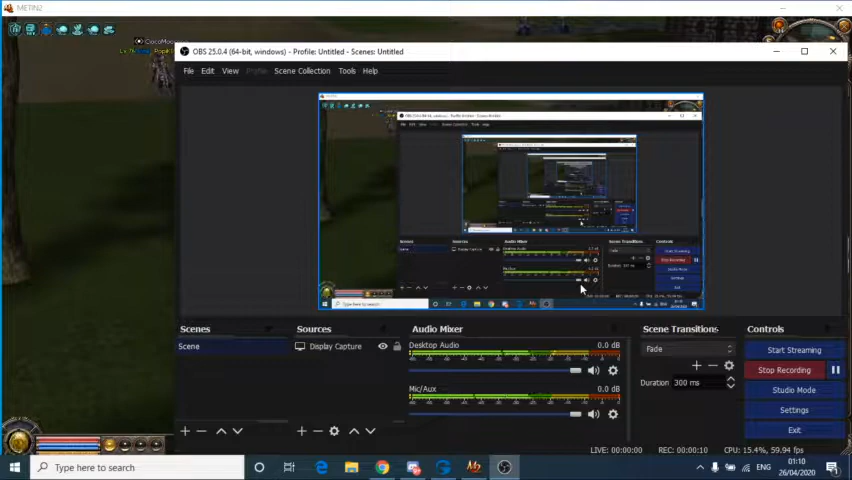 METIN2
OBS 25.0.4 (64-bit, windows) - Profile: Untitled - Scenes: Untitled
File Edit View Profile Scene Collection Tools Help
Scenes
Scene
Sources
Display Capture
Audio Mixer
Desktop Audio 0.0 dB
Mic/Aux 0.0 dB
Scene Transitions
Fade
Duration 300 ms
Controls
Start Streaming
Stop Recording
Studio Mode
Settings
Exit
LIVE: 00:00:00 REC: 00:00:10 CPU: 15.4%, 59.94 fps
Type here to search
ENG
01:10
26/04/2020